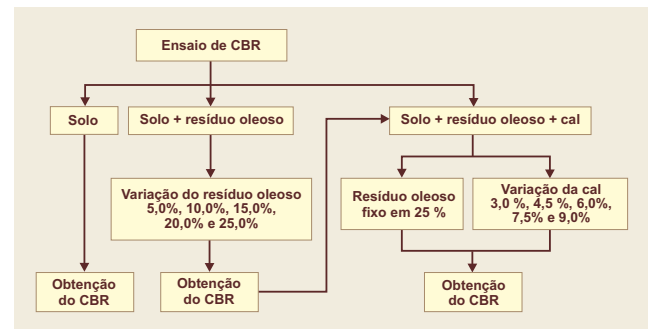 Ensaio de CBR
Solo
Solo + resíduo oleoso
Solo + resíduo oleoso + cal
Variação do resíduo oleoso
5,0%, 10,0%, 15,0%,
20,0% e 25,0%
Resíduo oleoso
fixo em 25 %
Variação da cal
3,0 %, 4,5 %, 6,0%,
7,5% e 9,0%
Obtenção
do CBR
Obtenção
do CBR
Obtenção
do CBR